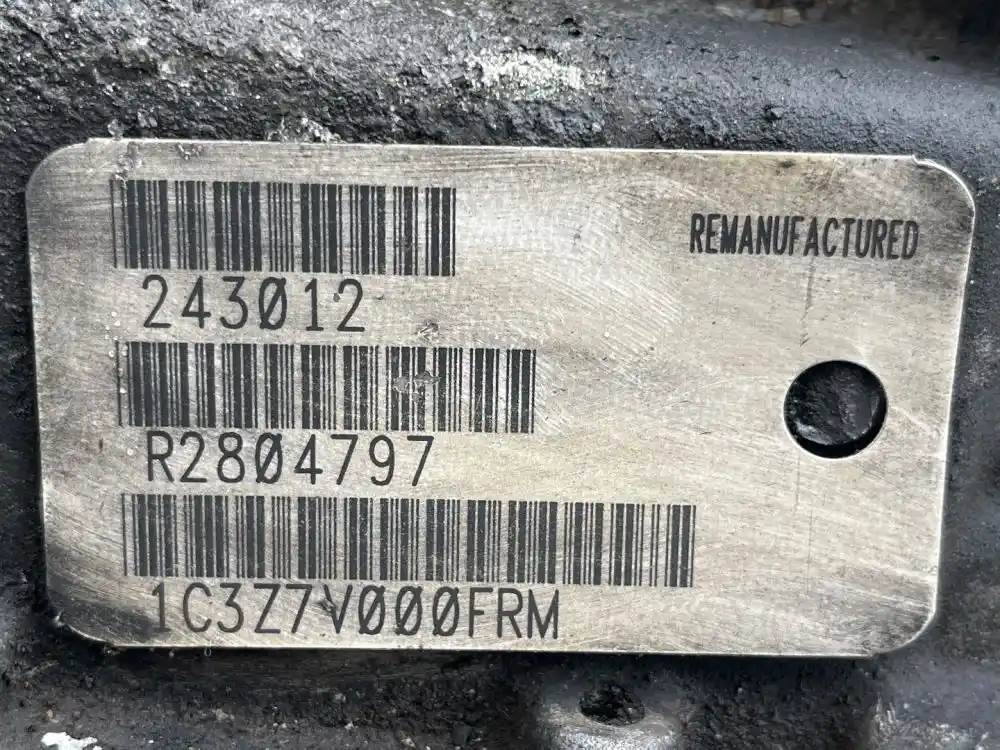 REMANUFACTURED
243012
R2804797
1C3Z7V000FRM